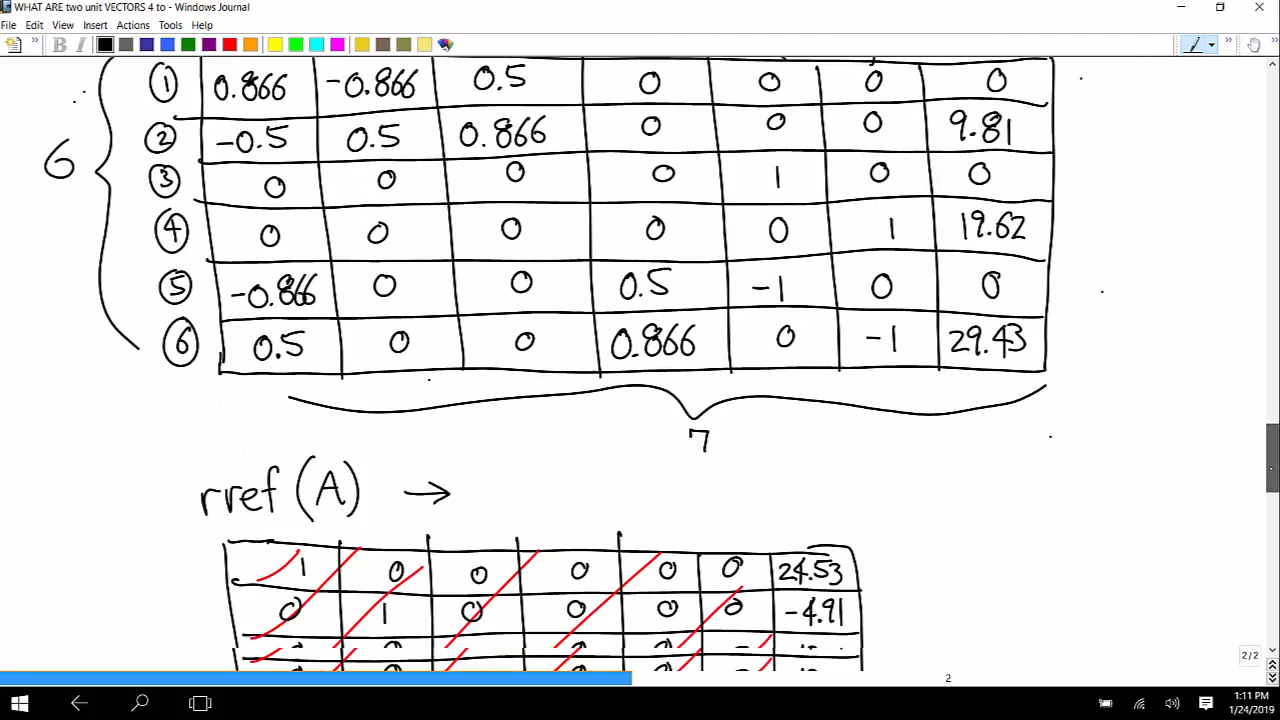 WHAT ARE two unit VECTORS 4 to - Windows Journal
File Edit View Insert Actions Tools Help
B I
① 0.866 -0.866 0.5 0 0 0 0
② -0.5 0.5 0.866 0 0 0 9.81
③ 0 0 0 0 1 0 0
④ 0 0 0 0 0 1 19.62
⑤ -0.866 0 0 0.5 -1 0 0
⑥ 0.5 0 0 0.866 0 -1 29.43
6
7
rref (A) →
1 0 0 0 0 0 24.53
0 1 0 0 0 0 -4.91
2/2
2
1:11 PM
1/24/2019